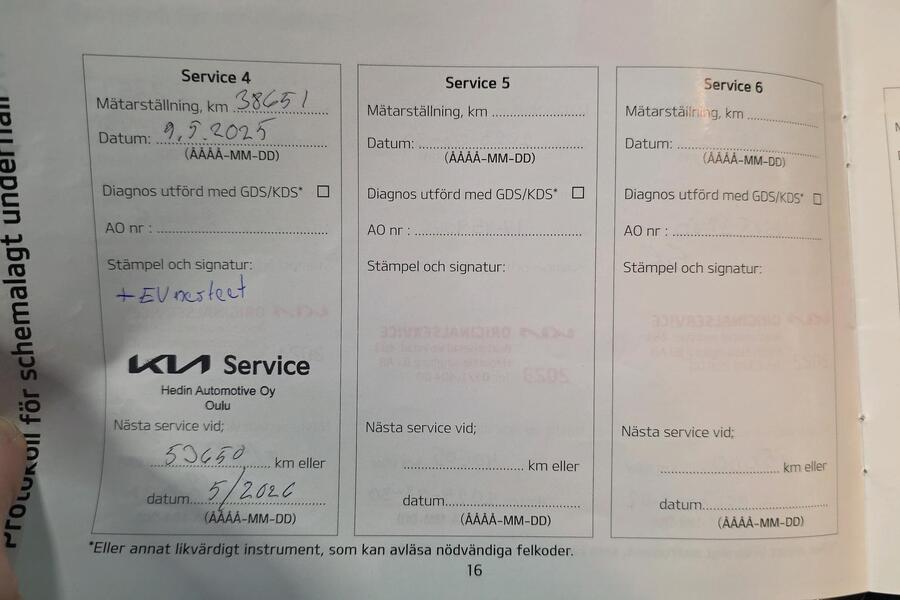 Protokoll för schemalagt underhåll
Service 4
Mätarställning, km 38651
Datum: 9.5.2025
(ÅÅÅÅ-MM-DD)
Diagnos utförd med GDS/KDS*
AO nr :
Stämpel och signatur:
+ EV nesteet
KIA Service
Hedin Automotive Oy
Oulu
Nästa service vid;
53650 km eller
datum 5/2026
(ÅÅÅÅ-MM-DD)
Service 5
Mätarställning, km
Datum:
(ÅÅÅÅ-MM-DD)
Diagnos utförd med GDS/KDS*
AO nr :
Stämpel och signatur:
Nästa service vid;
km eller
datum
(ÅÅÅÅ-MM-DD)
Service 6
Mätarställning, km
Datum:
(ÅÅÅÅ-MM-DD)
Diagnos utförd med GDS/KDS*
AO nr :
Stämpel och signatur:
Nästa service vid;
km eller
datum
(ÅÅÅÅ-MM-DD)
*Eller annat likvärdigt instrument, som kan avläsa nödvändiga felkoder.
16